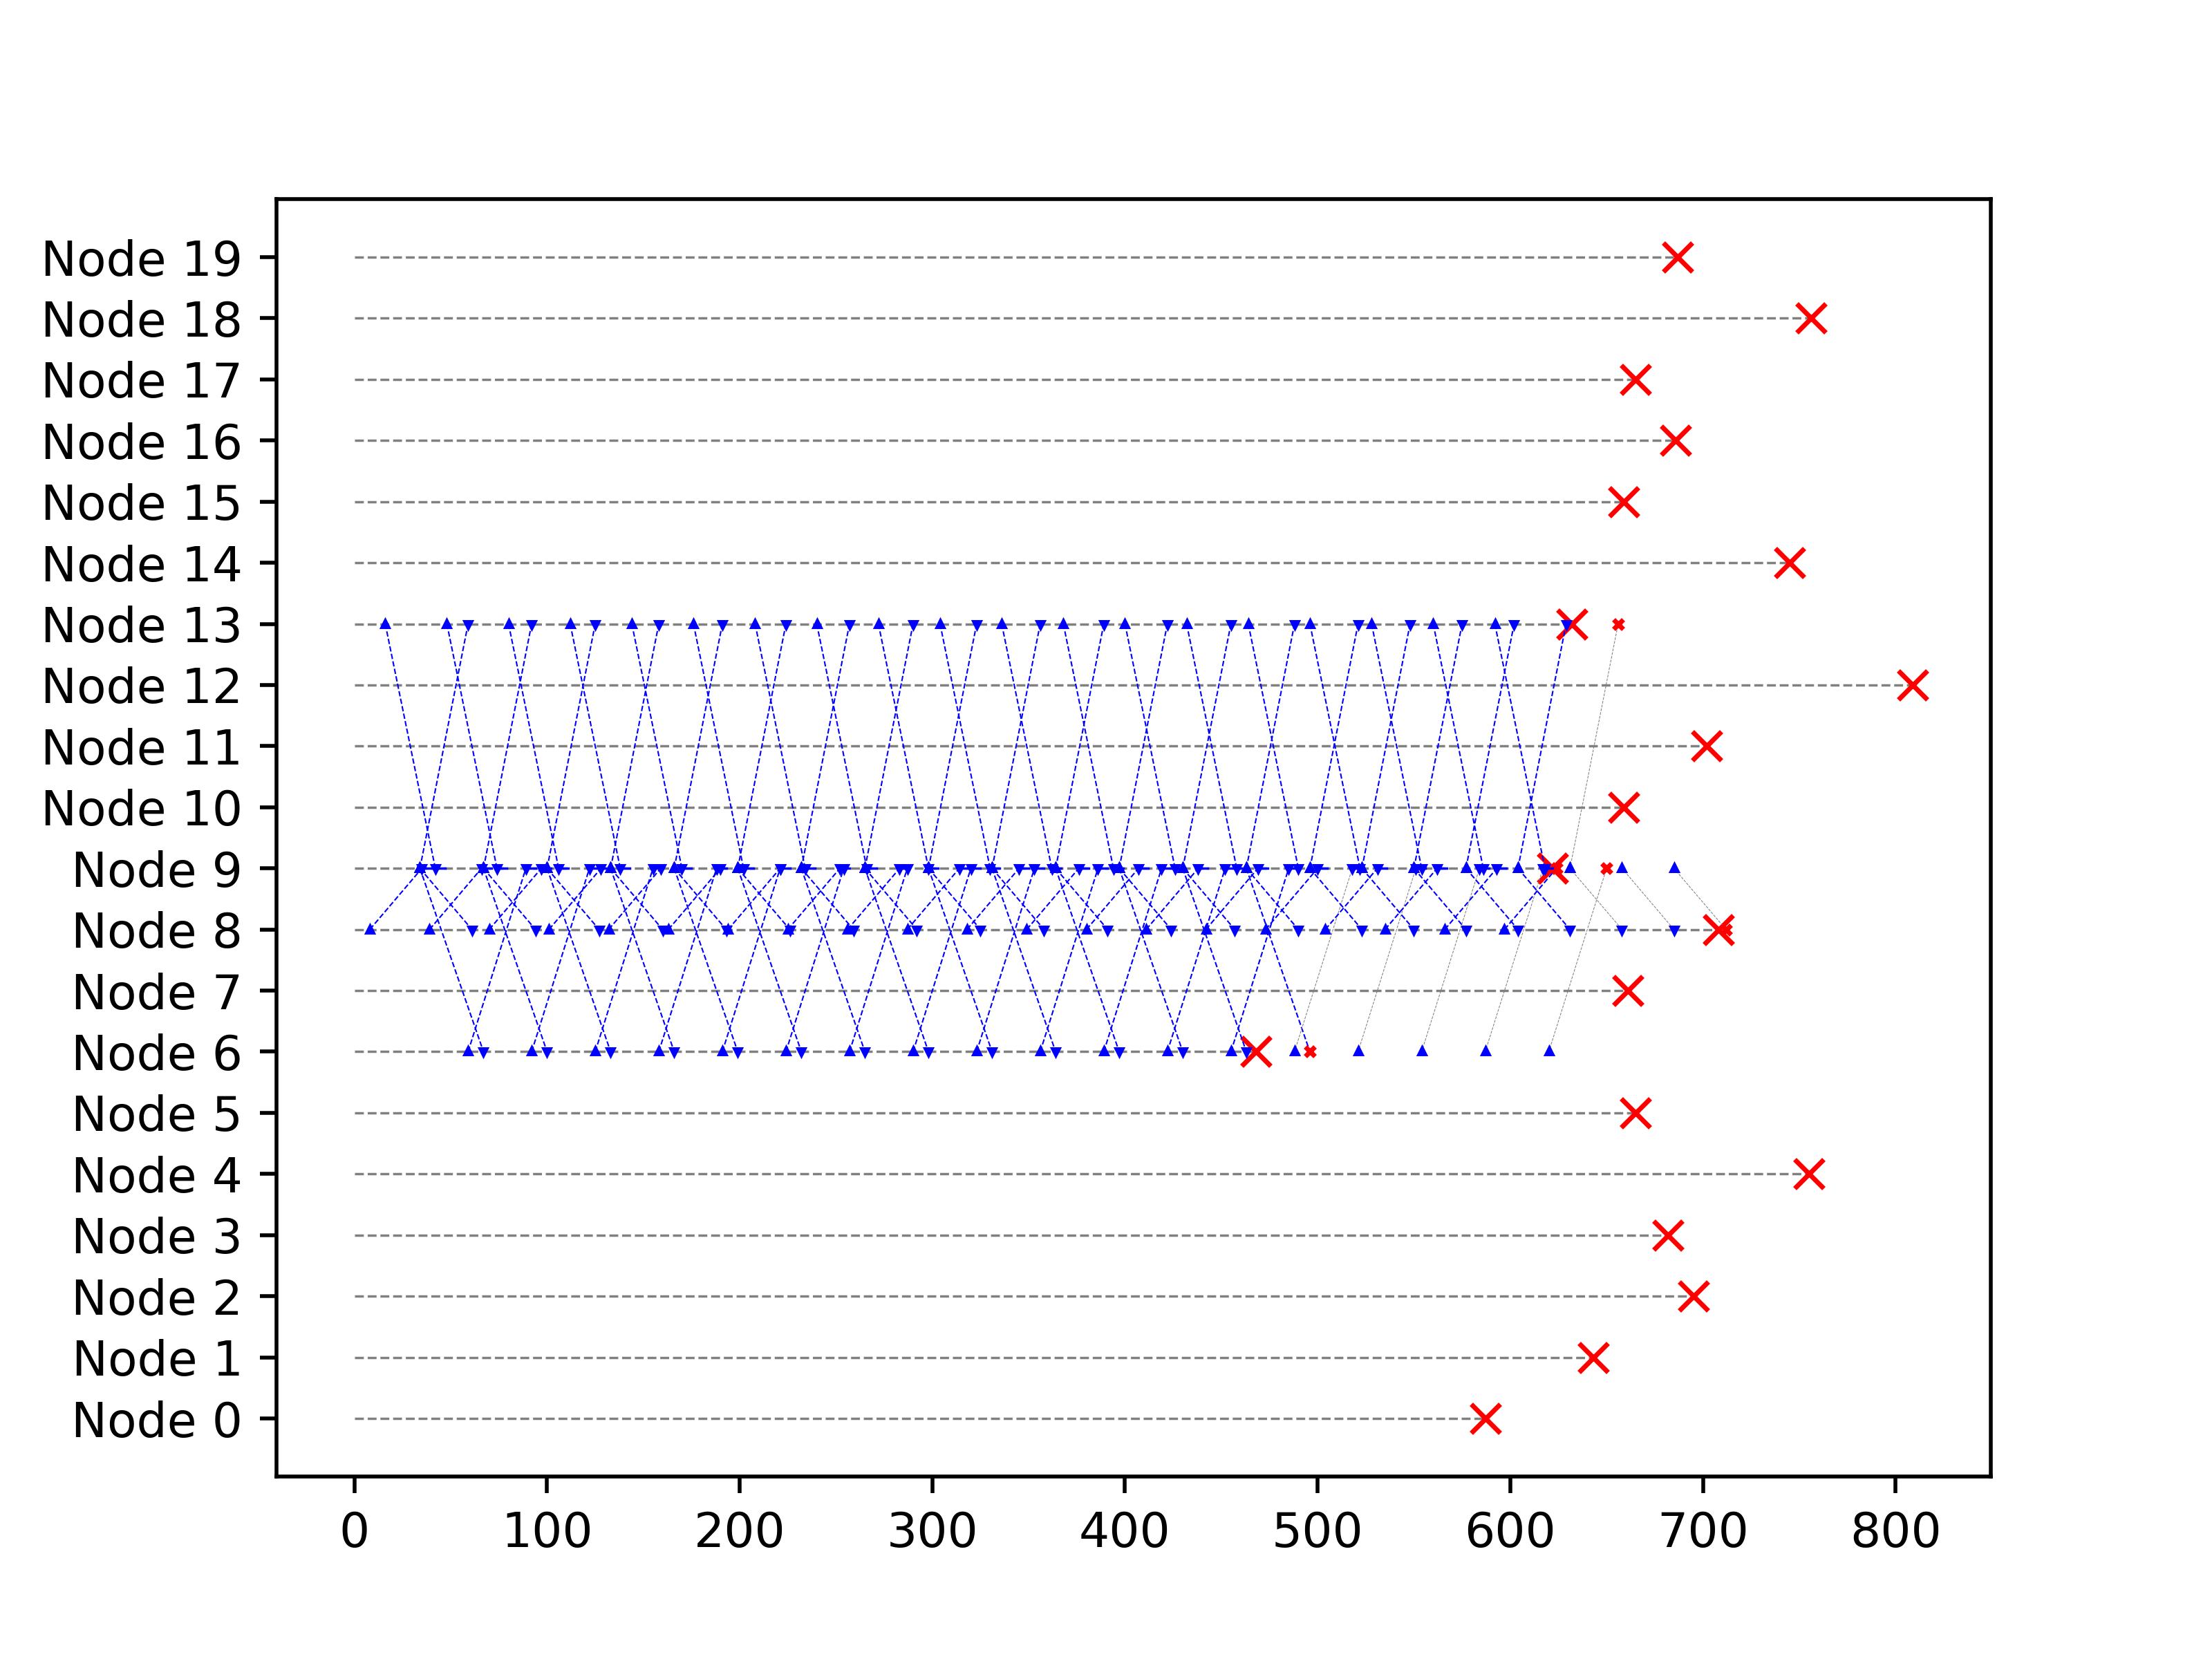 Node 19
Node 18
Node 17
Node 16
Node 15
Node 14
Node 13
Node 12
Node 11
Node 10
Node 9
Node 8
Node 7
Node 6
Node 5
Node 4
Node 3
Node 2
Node 1
Node 0
0 100 200 300 400 500 600 700 800